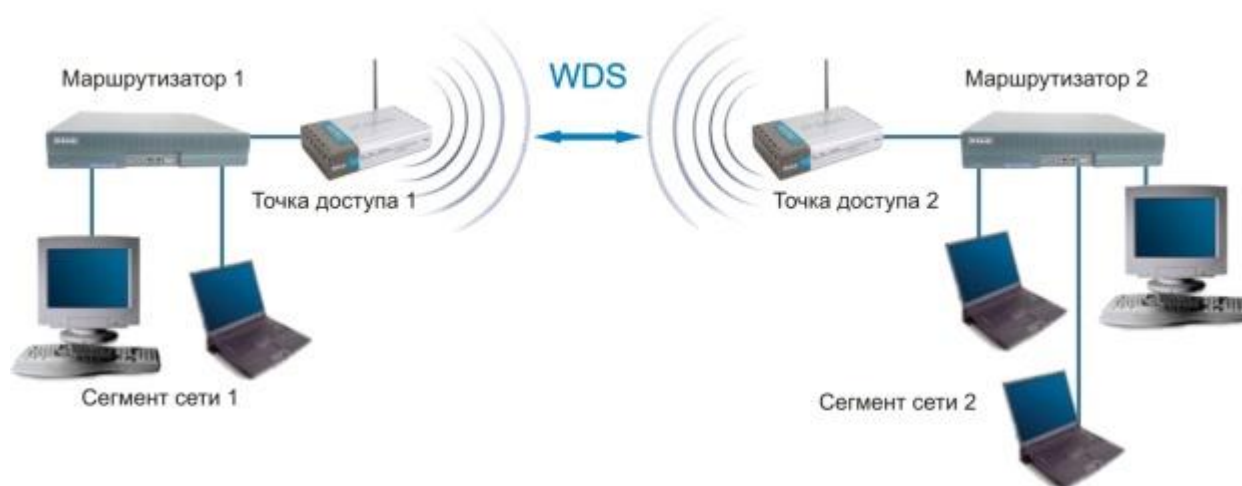 Маршрутизатор 1
WDS
Маршрутизатор 2
Точка доступа 1
Точка доступа 2
Сегмент сети 1
Сегмент сети 2